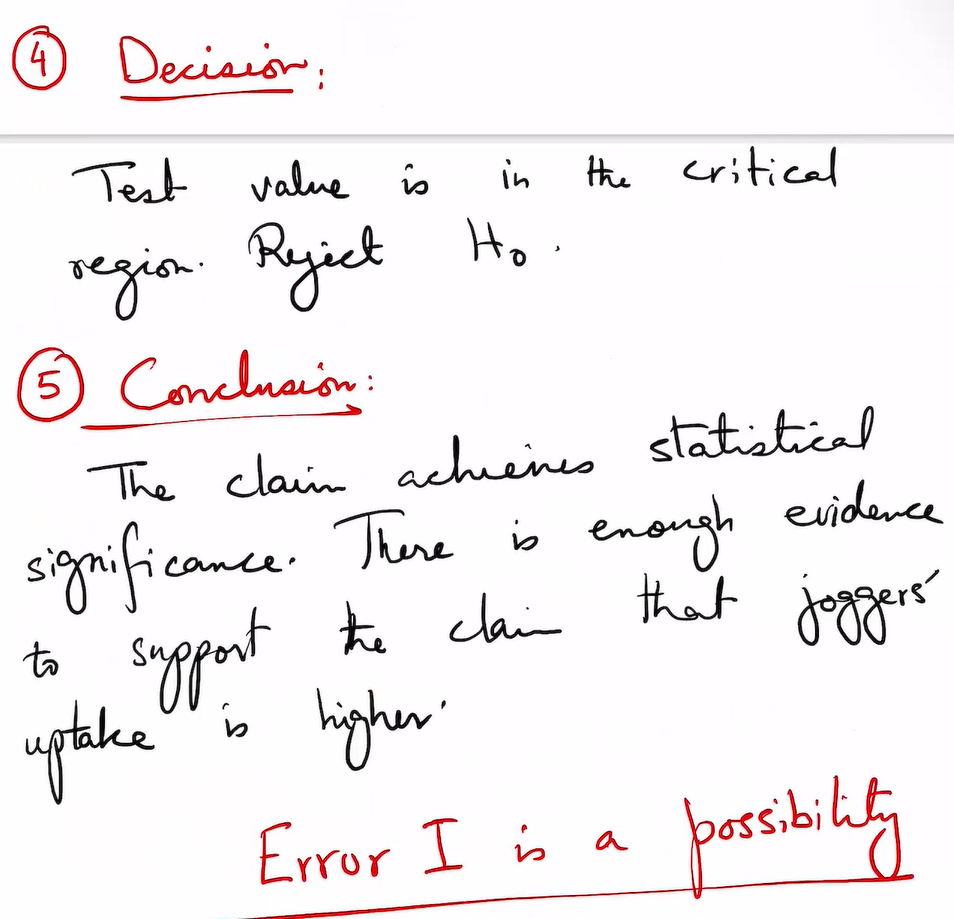 ④ Decision:
Test value is in the critical
region. Reject H₀.
⑤ Conclusion:
The claim achieves statistical
significance. There is enough evidence
to support the claim that joggers'
uptake is higher.
Error I is a possibility